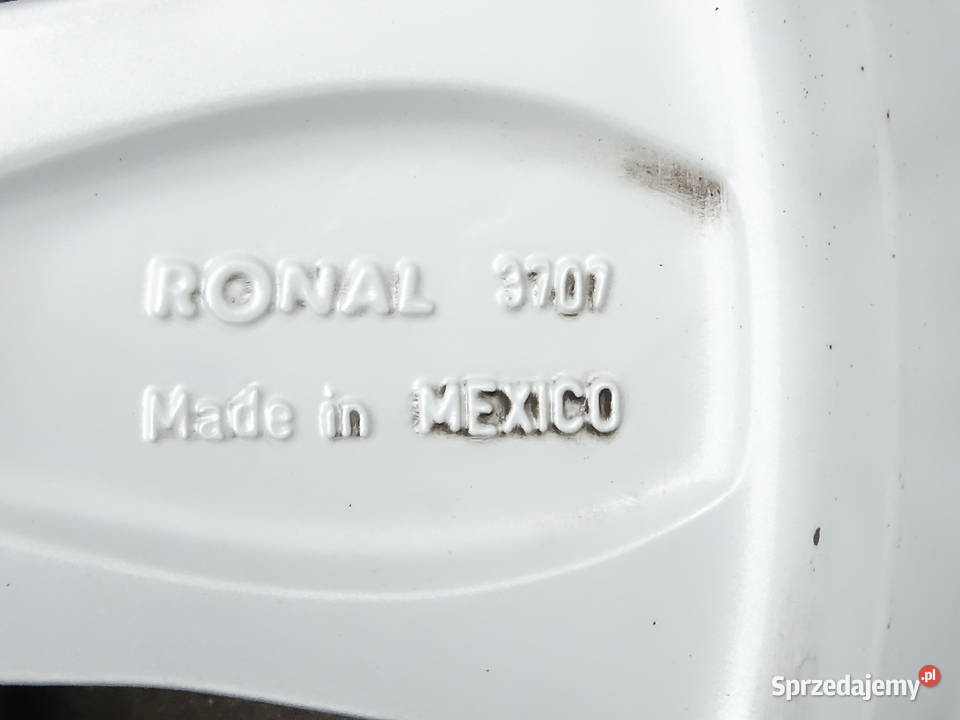 RONAL 3707
Made in MEXICO
Sprzedajemy.pl